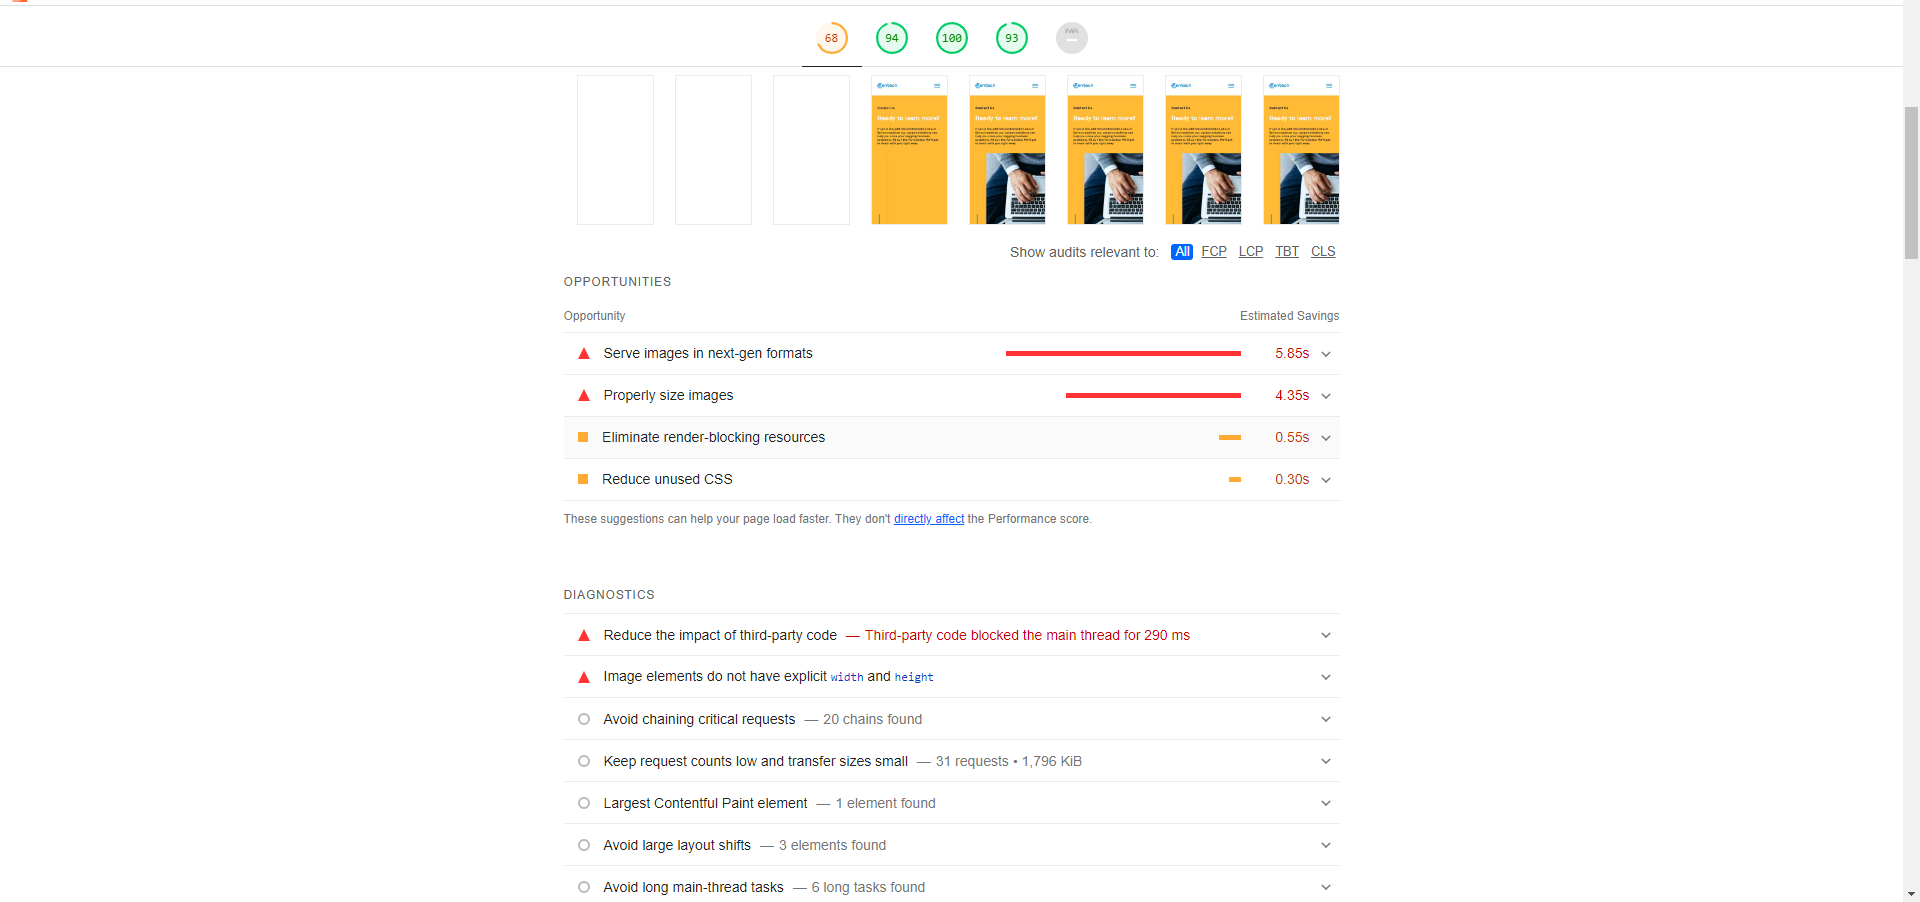 68 94 100 93
Contact Us
Ready to learn more?
Show audits relevant to: All FCP LCP TBT CLS
OPPORTUNITIES
Opportunity Estimated Savings
Serve images in next-gen formats 5.85s
Properly size images 4.35s
Eliminate render-blocking resources 0.55s
Reduce unused CSS 0.30s
These suggestions can help your page load faster. They don't directly affect the Performance score.
DIAGNOSTICS
Reduce the impact of third-party code — Third-party code blocked the main thread for 290 ms
Image elements do not have explicit width and height
Avoid chaining critical requests — 20 chains found
Keep request counts low and transfer sizes small — 31 requests • 1,796 KiB
Largest Contentful Paint element — 1 element found
Avoid large layout shifts — 3 elements found
Avoid long main-thread tasks — 6 long tasks found